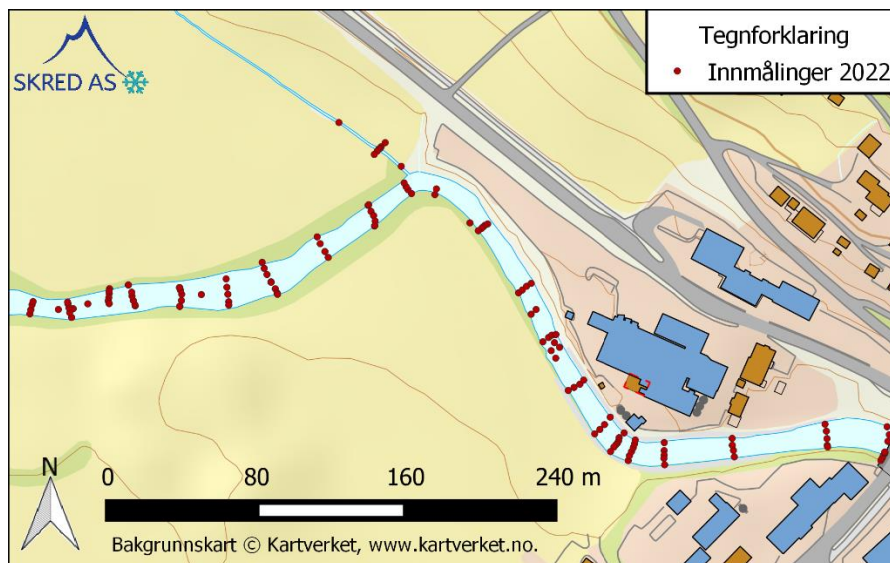 SKRED AS
Tegnforklaring
Innmålinger 2022
N
0 80 160 240 m
Bakgrunnskart © Kartverket, www.kartverket.no.